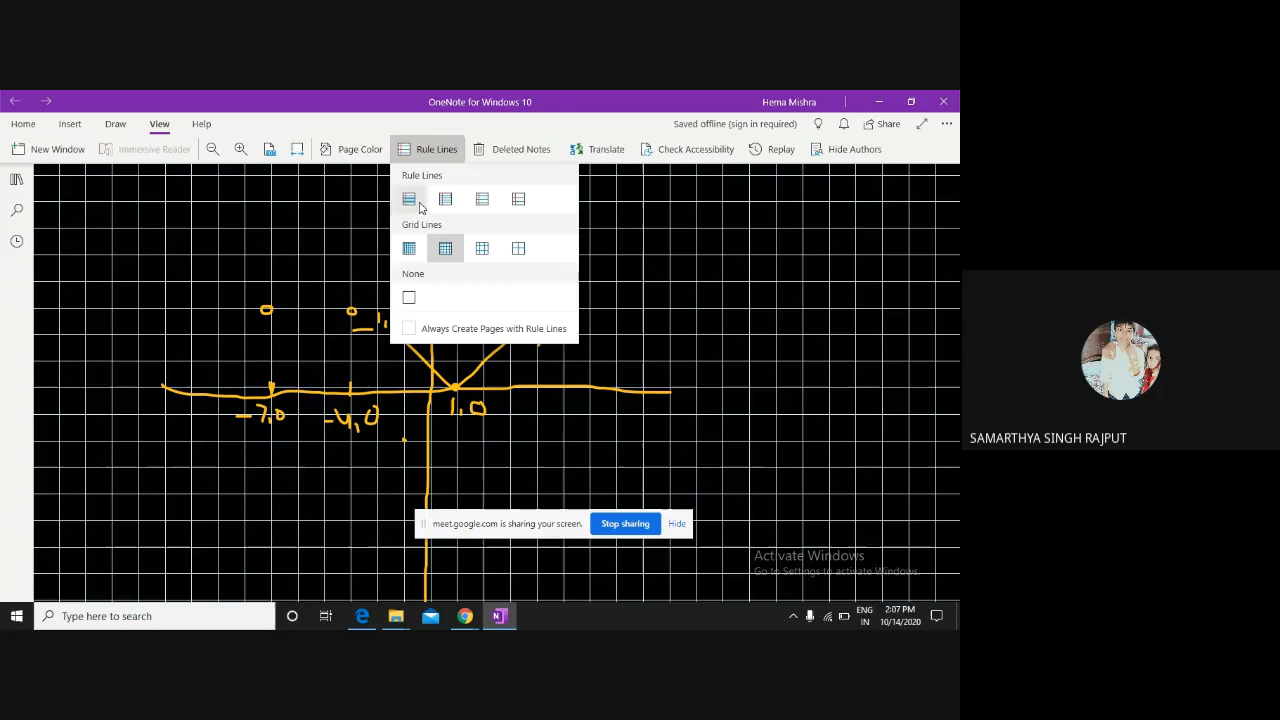 OneNote for Windows 10
Hema Mishra
Home Insert Draw View Help
Saved offline (sign in required)
Share
New Window
Immersive Reader
Page Color
Rule Lines
Deleted Notes
Translate
Check Accessibility
Replay
Hide Authors
Rule Lines
Grid Lines
None
Always Create Pages with Rule Lines
-7,0
-4,0
1,0
SAMARTHYA SINGH RAJPUT
meet.google.com is sharing your screen.
Stop sharing
Hide
Activate Windows
Go to Settings to activate Windows.
Type here to search
ENG
IN
2:07 PM
10/14/2020